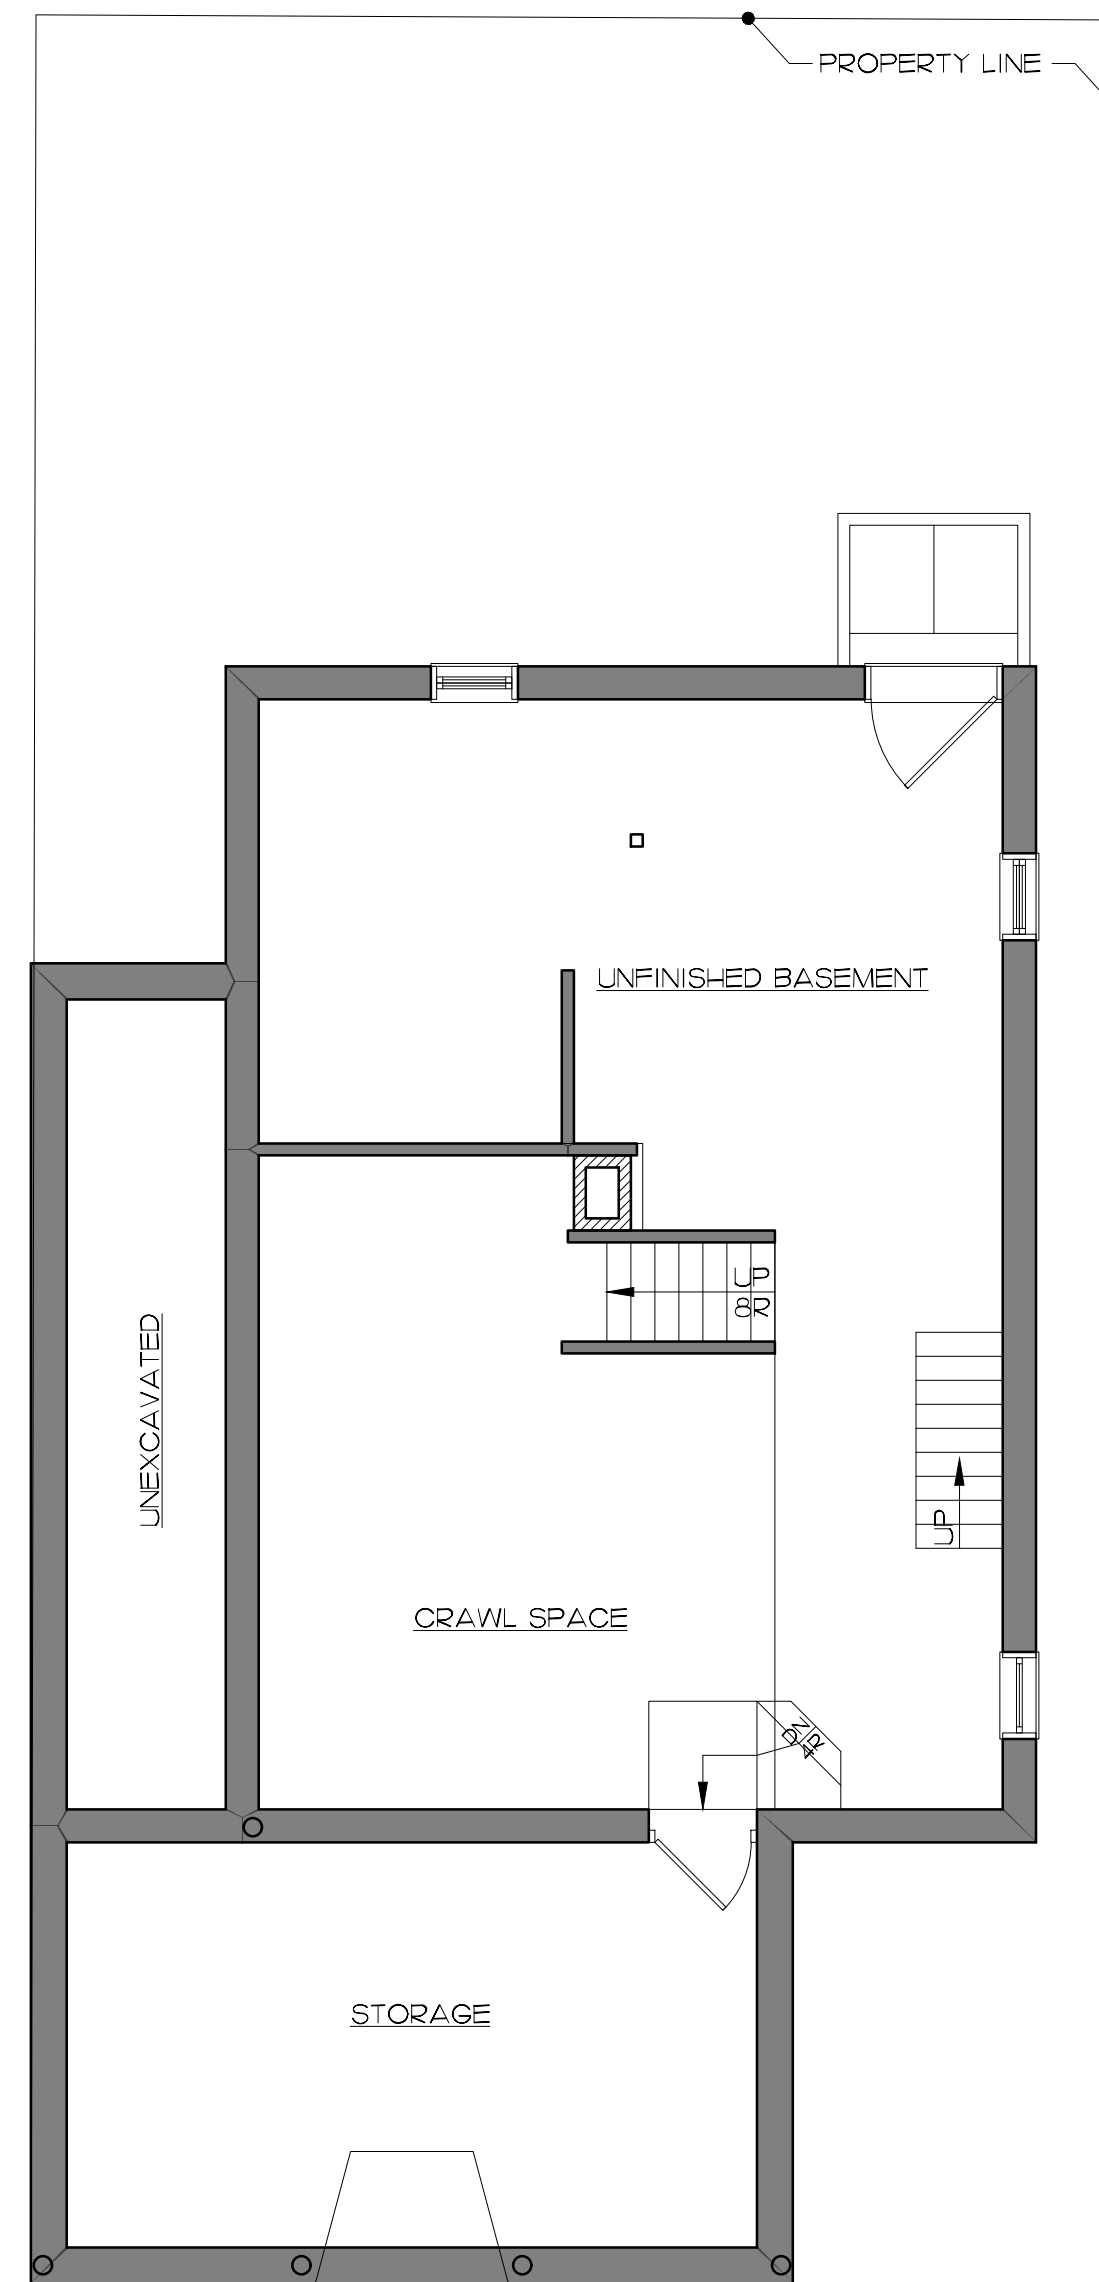 PROPERTY LINE
UNFINISHED BASEMENT
UP
8R
UNEXCAVATED
UP
CRAWL SPACE
DN
4R
STORAGE